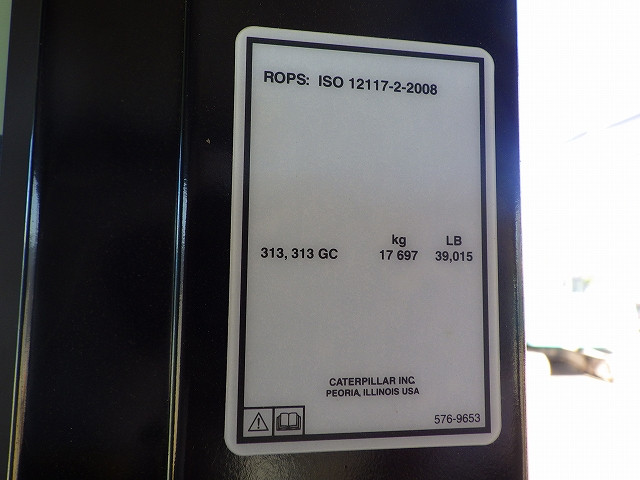 ROPS: ISO 12117-2-2008
kg LB
313, 313 GC 17 697 39,015
CATERPILLAR INC.
PEORIA, ILLINOIS USA
576-9653